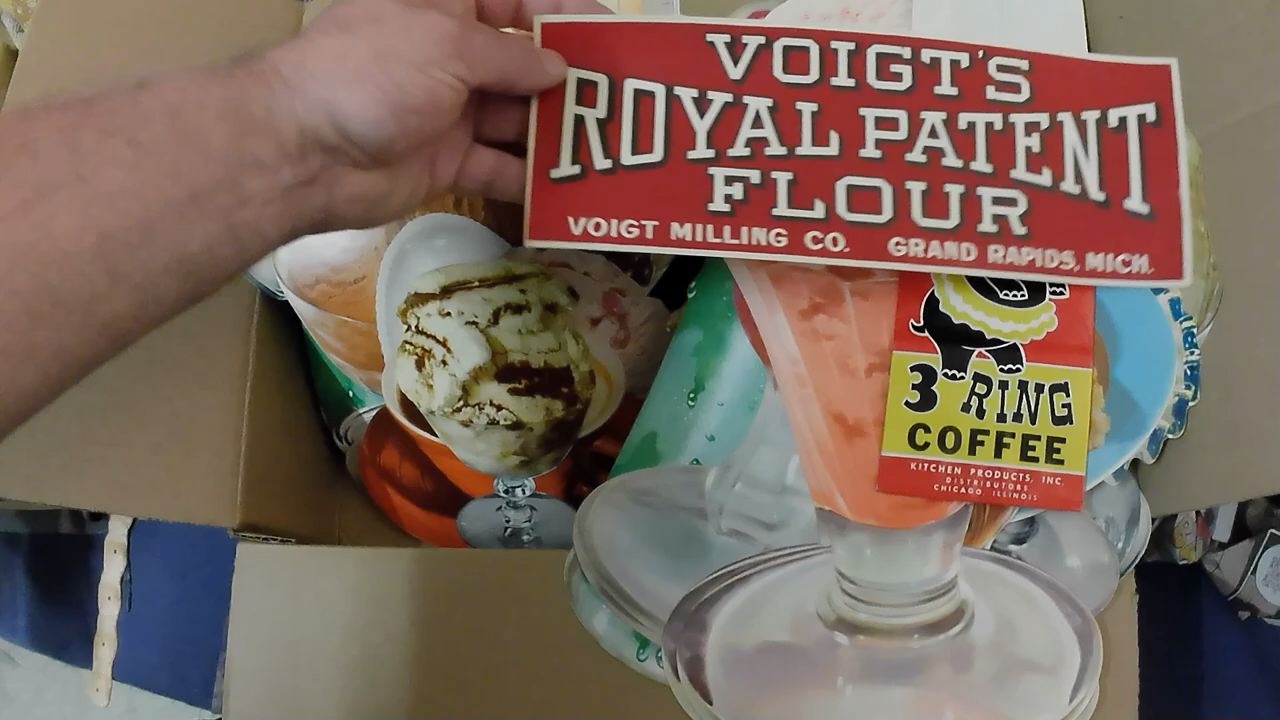 VOIGT'S
ROYAL PATENT
FLOUR
VOIGT MILLING CO. GRAND RAPIDS, MICH.
3 RING
COFFEE
KITCHEN PRODUCTS, INC.
DISTRIBUTORS
CHICAGO, ILLINOIS